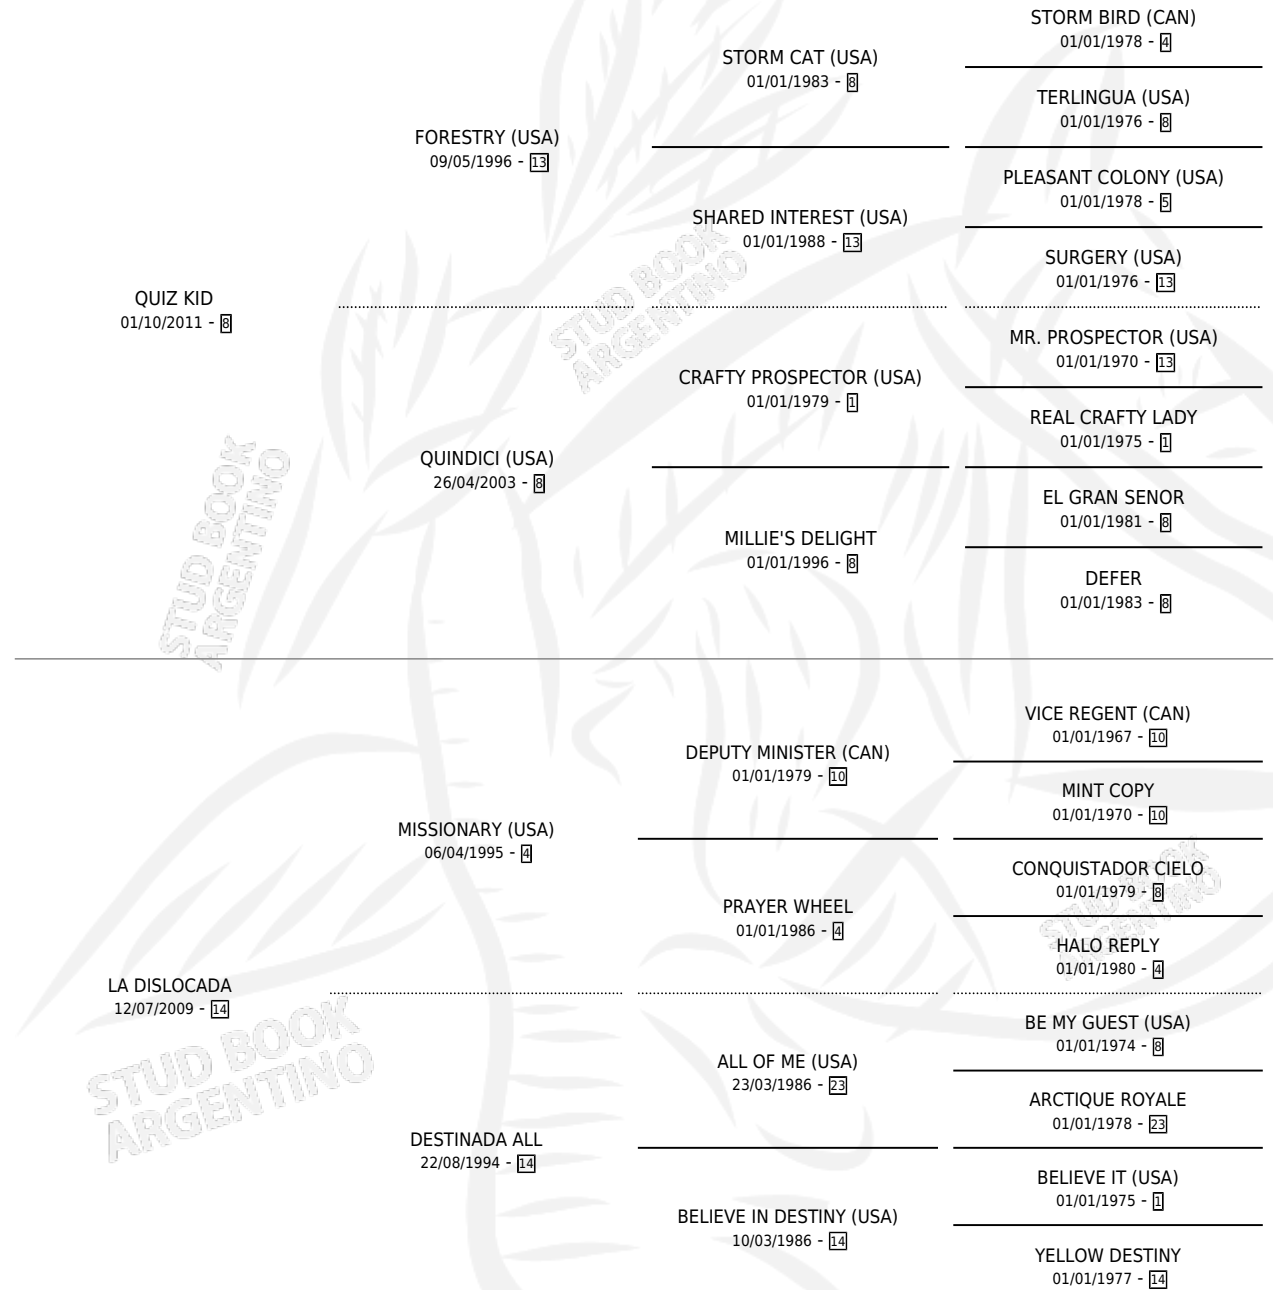 STORM BIRD (CAN)
01/01/1978 - 4
STORM CAT (USA)
01/01/1983 - 8
TERLINGUA (USA)
01/01/1976 - 8
FORESTRY (USA)
09/05/1996 - 13
PLEASANT COLONY (USA)
01/01/1978 - 5
SHARED INTEREST (USA)
01/01/1988 - 13
SURGERY (USA)
01/01/1976 - 13
QUIZ KID
01/10/2011 - 8
MR. PROSPECTOR (USA)
01/01/1970 - 13
CRAFTY PROSPECTOR (USA)
01/01/1979 - 1
REAL CRAFTY LADY
01/01/1975 - 1
QUINDICI (USA)
26/04/2003 - 8
EL GRAN SENOR
01/01/1981 - 8
MILLIE'S DELIGHT
01/01/1996 - 8
DEFER
01/01/1983 - 8
STUD BOOK
ARGENTINO
STUD BOOK
ARGENTINO
VICE REGENT (CAN)
01/01/1967 - 10
DEPUTY MINISTER (CAN)
01/01/1979 - 10
MINT COPY
01/01/1970 - 10
MISSIONARY (USA)
06/04/1995 - 4
CONQUISTADOR CIELO
01/01/1979 - 8
PRAYER WHEEL
01/01/1986 - 4
HALO REPLY
01/01/1980 - 4
LA DISLOCADA
12/07/2009 - 14
BE MY GUEST (USA)
01/01/1974 - 8
ALL OF ME (USA)
23/03/1986 - 23
ARCTIQUE ROYALE
01/01/1978 - 23
DESTINADA ALL
22/08/1994 - 14
BELIEVE IT (USA)
01/01/1975 - 1
BELIEVE IN DESTINY (USA)
10/03/1986 - 14
YELLOW DESTINY
01/01/1977 - 14
STUD BOOK
ARGENTINO
STUD BOOK
ARGENTINO